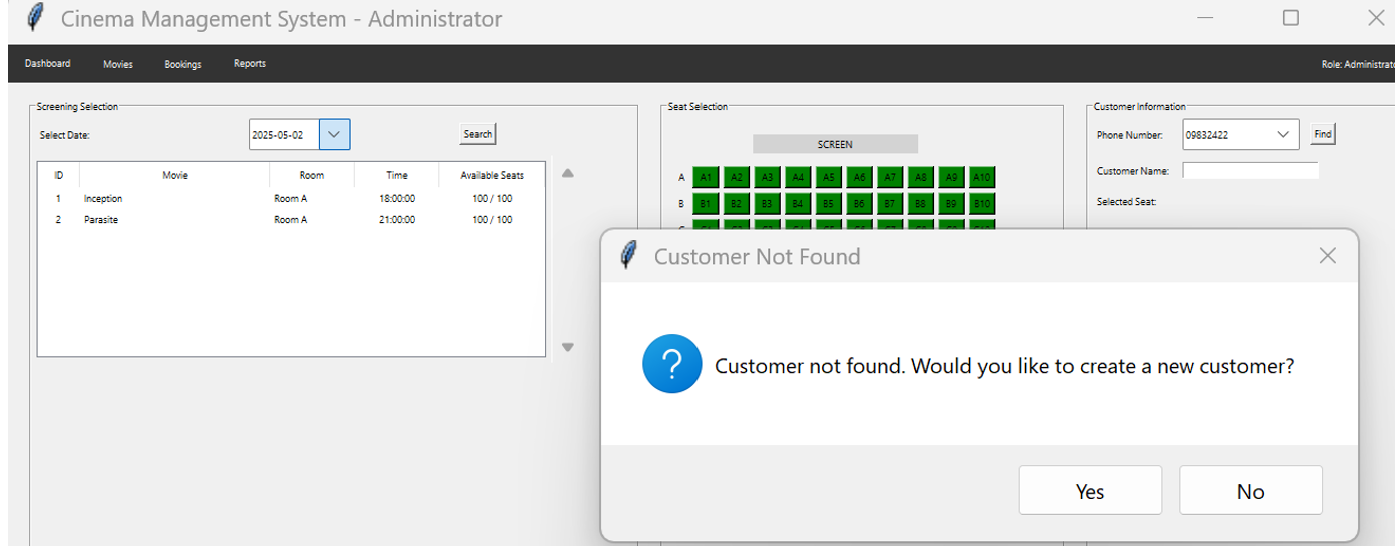 Cinema Management System - Administrator
Dashboard Movies Bookings Reports Role: Administrato
Screening Selection
Select Date: 2025-05-02 Search
ID Movie Room Time Available Seats
1 Inception Room A 18:00:00 100 / 100
2 Parasite Room A 21:00:00 100 / 100
Seat Selection
SCREEN
A A1 A2 A3 A4 A5 A6 A7 A8 A9 A10
B B1 B2 B3 B4 B5 B6 B7 B8 B9 B10
Customer Information
Phone Number: 09832422 Find
Customer Name:
Selected Seat:
Customer Not Found
Customer not found. Would you like to create a new customer?
Yes No